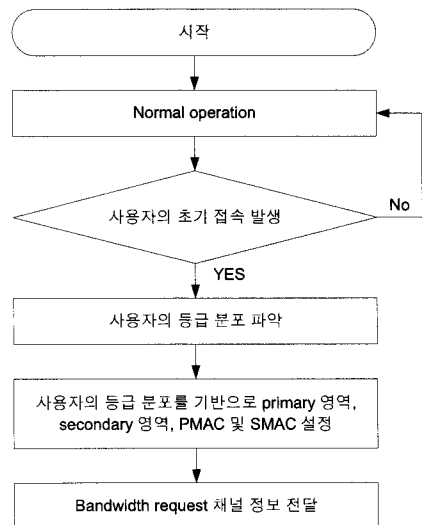 시작
Normal operation
사용자의 초기 접속 발생
No
YES
사용자의 등급 분포 파악
사용자의 등급 분포를 기반으로 primary 영역,
secondary 영역, PMAC 및 SMAC 설정
Bandwidth request 채널 정보 전달